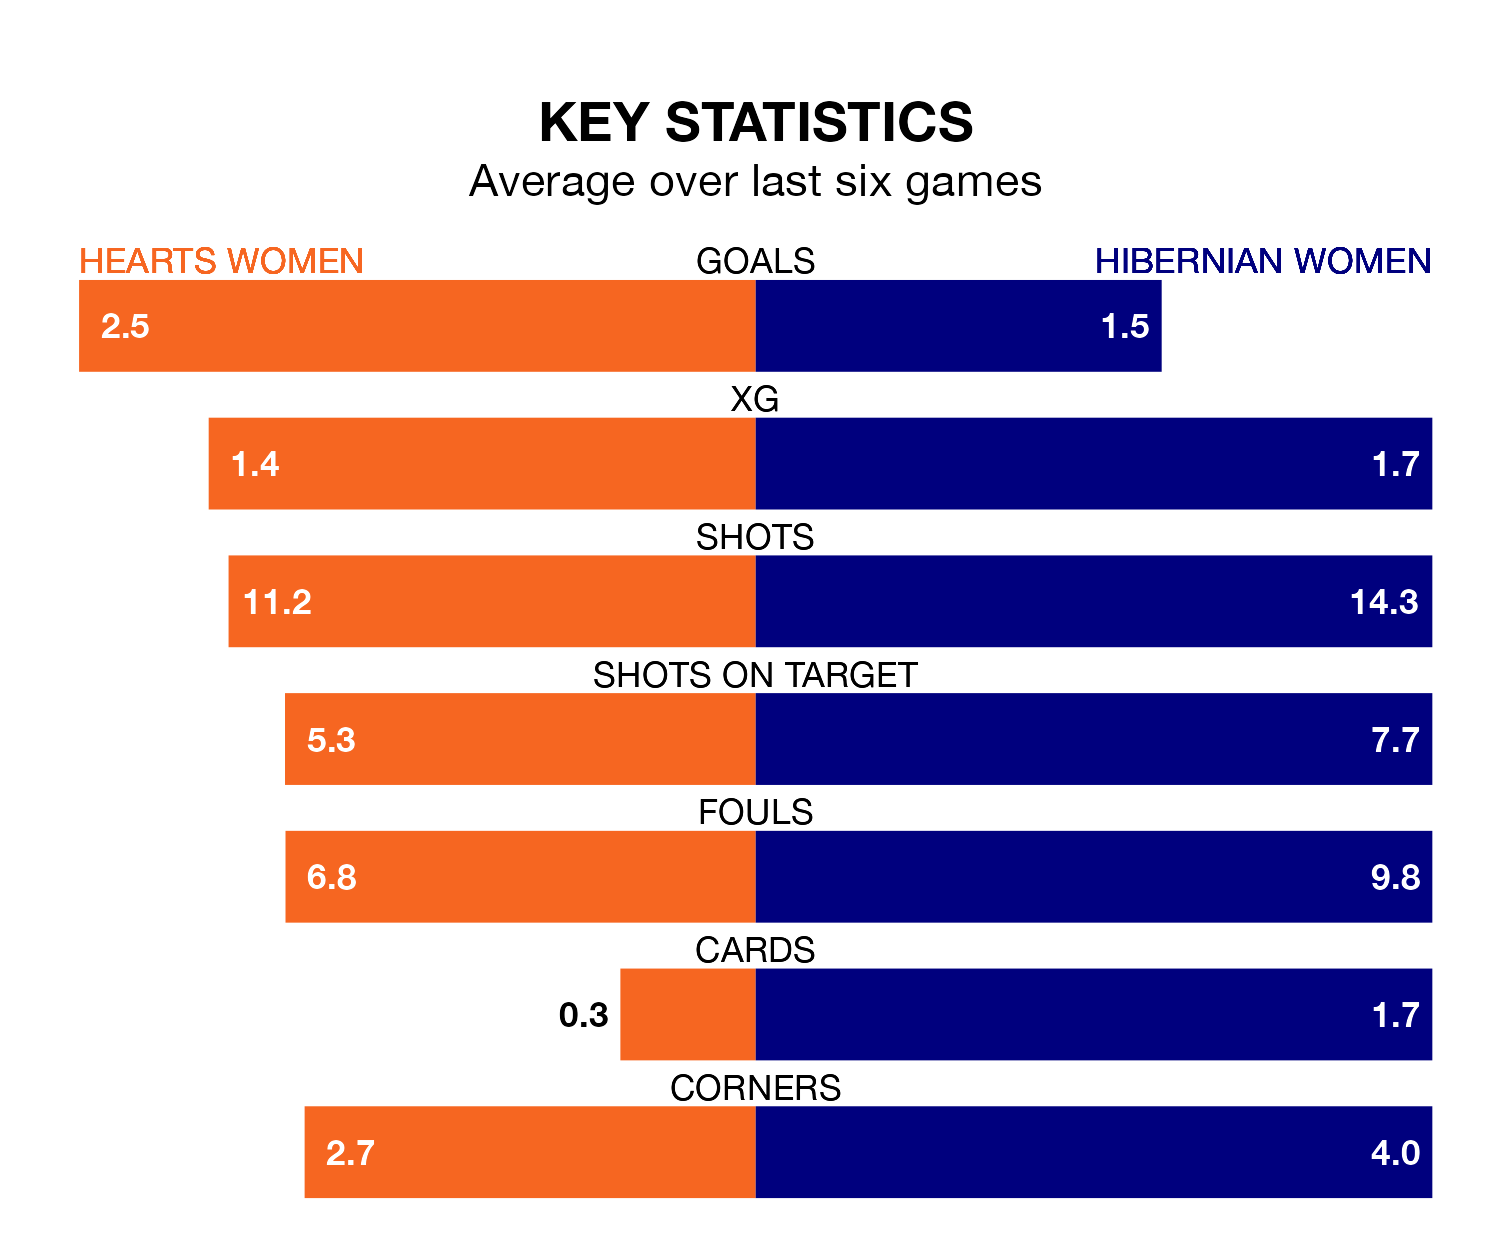 KEY STATISTICS
Average over last six games
HEARTS WOMEN GOALS HIBERNIAN WOMEN
2.5 1.5
XG
1.4 1.7
SHOTS
11.2 14.3
SHOTS ON TARGET
5.3 7.7
FOULS
6.8 9.8
CARDS
0.3 1.7
CORNERS
2.7 4.0